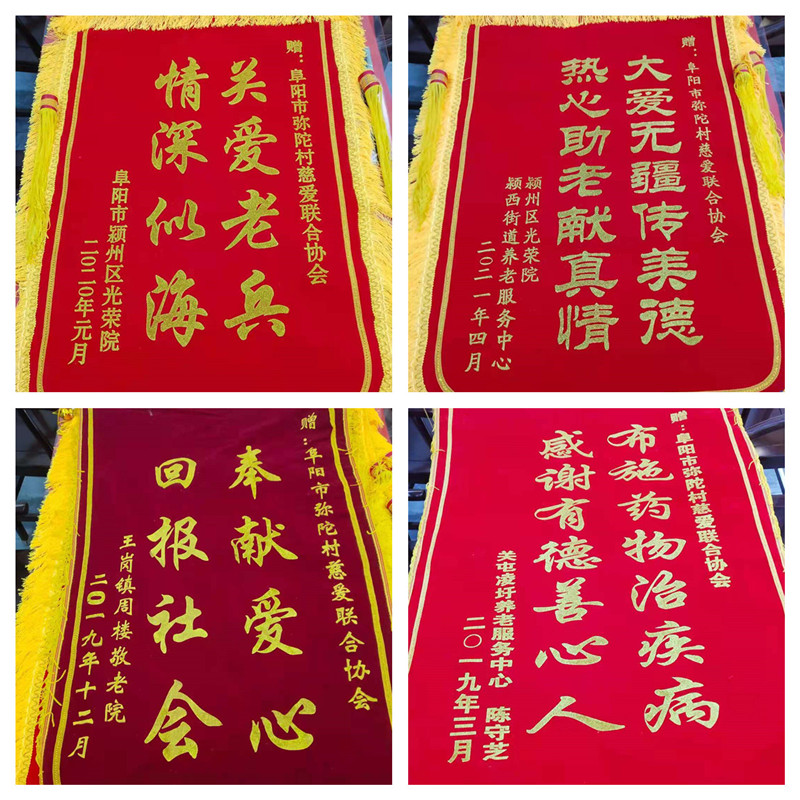 赠：阜阳市弥陀村慈爱联合协会
关爱老兵
情深似海
阜阳市颍州区光荣院
二〇二〇年元月
赠：阜阳市弥陀村慈爱联合协会
大爱无疆传美德
热心助老献真情
颍州区光荣院
颍西街道养老服务中心
二〇二一年四月
赠：阜阳市弥陀村慈爱联合协会
奉献爱心
回报社会
王岗镇周楼敬老院
二〇一九年十二月
赠：阜阳市弥陀村慈爱联合协会
布施药物治疾病
感谢有德善心人
关屯凌圩养老服务中心 陈守芝
二〇一九年三月